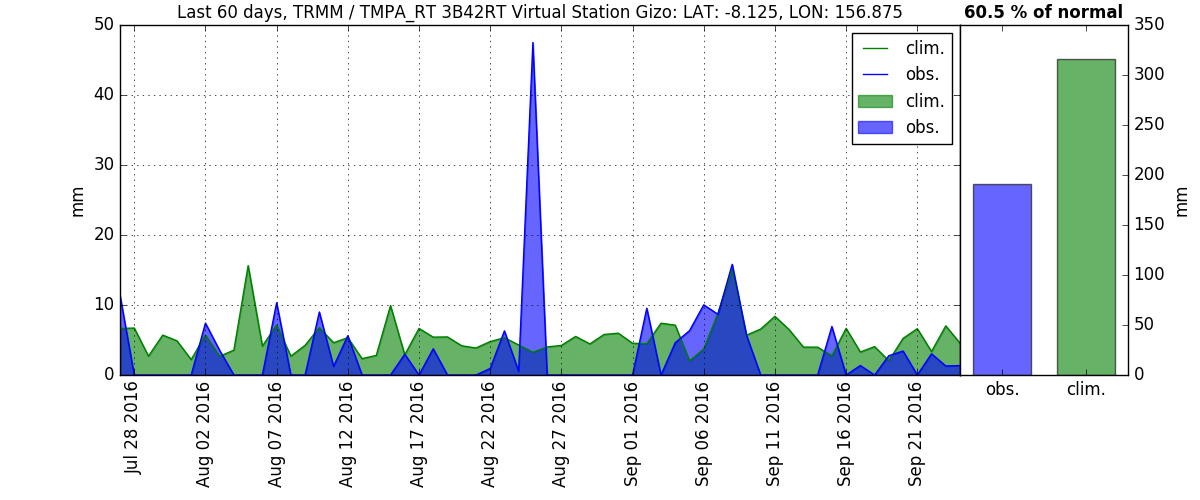 Last 60 days, TRMM / TMPA_RT 3B42RT Virtual Station Gizo: LAT: -8.125, LON: 156.875
60.5 % of normal
50
40
30
20
10
0
mm
clim.
obs.
clim.
obs.
350
300
250
200
150
100
50
0
mm
obs.
clim.
Jul 28 2016
Aug 02 2016
Aug 07 2016
Aug 12 2016
Aug 17 2016
Aug 22 2016
Aug 27 2016
Sep 01 2016
Sep 06 2016
Sep 11 2016
Sep 16 2016
Sep 21 2016